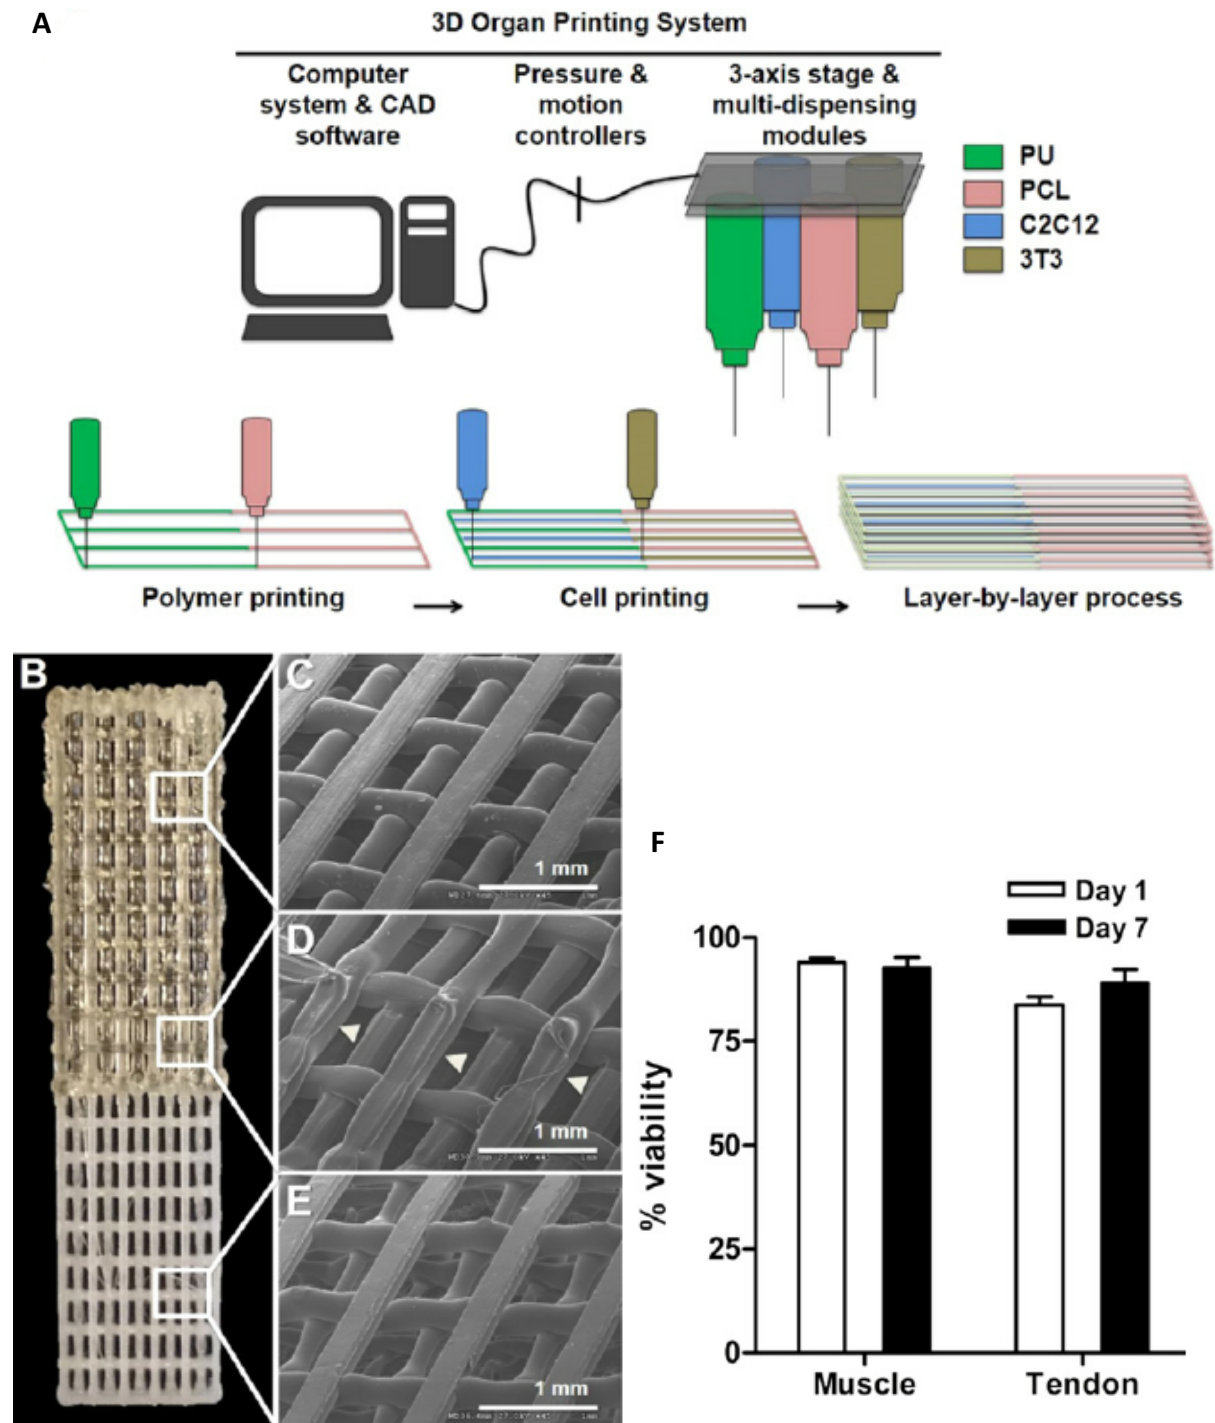 A
3D Organ Printing System
Computer
system & CAD
software
Pressure &
motion
controllers
3-axis stage &
multi-dispensing
modules
PU
PCL
C2C12
3T3
Polymer printing
Cell printing
Layer-by-layer process
B
C
1 mm
D
1 mm
E
1 mm
F
Day 1
Day 7
100
75
50
25
0
% viability
Muscle
Tendon